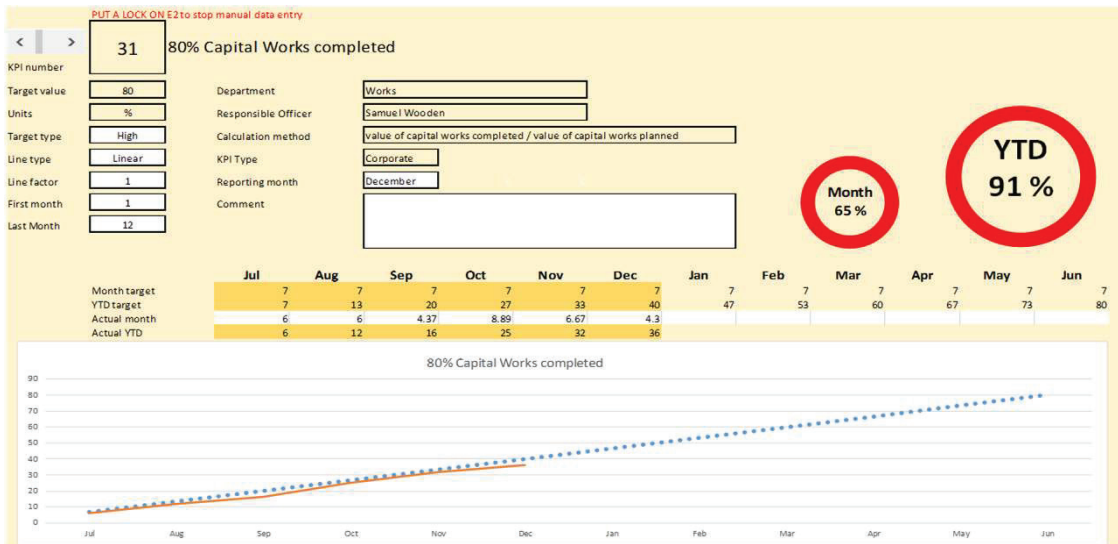 PUT A LOCK ON E2 to stop manual data entry
< >
31 80% Capital Works completed
KPI number
Target value 80 Department Works
Units % Responsible Officer Samuel Wooden
Target type High Calculation method value of capital works completed / value of capital works planned
Line type Linear KPI Type Corporate
Line factor 1 Reporting month December
First month 1 Comment
Last Month 12
Month
65 %
YTD
91 %
Jul Aug Sep Oct Nov Dec Jan Feb Mar Apr May Jun
Month target 7 7 7 7 7 7 7 7 7 7 7 7
YTD target 7 13 20 27 33 40 47 53 60 67 73 80
Actual month 6 6 4.37 8.89 6.67 4.3
Actual YTD 6 12 16 25 32 36
80% Capital Works completed
90
80
70
60
50
40
30
20
10
0
Jul Aug Sep Oct Nov Dec Jan Feb Mar Apr May Jun